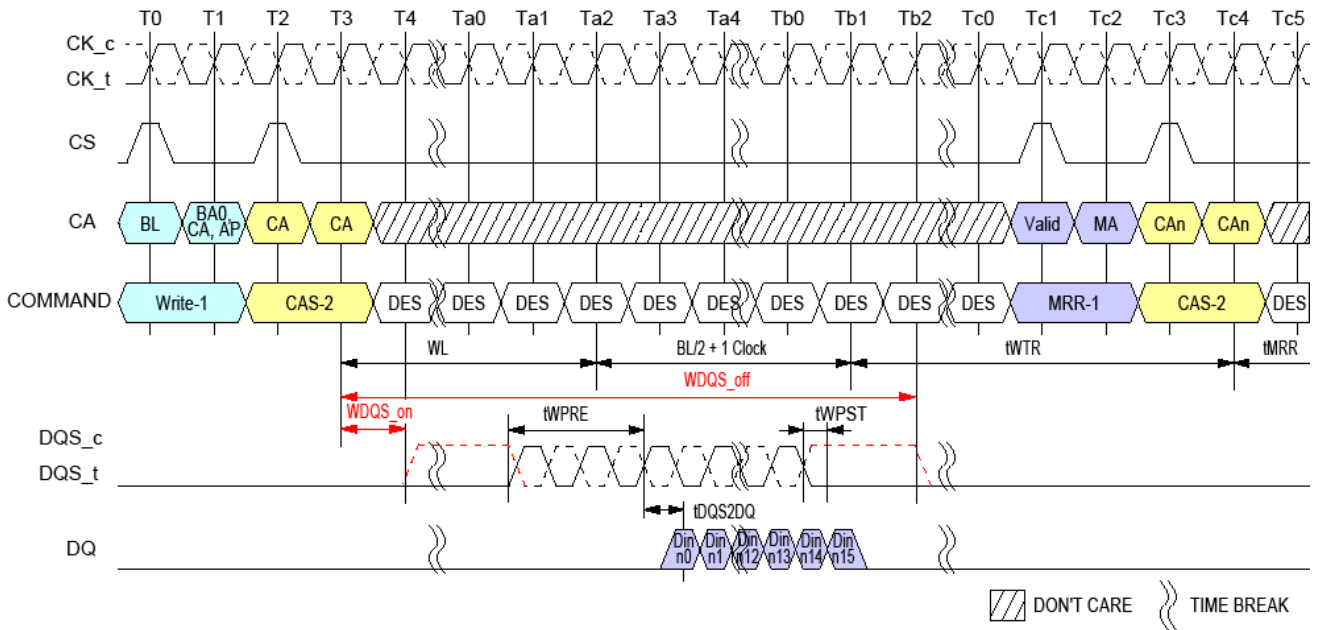 T0 T1 T2 T3 T4 Ta0 Ta1 Ta2 Ta3 Ta4 Tb0 Tb1 Tb2 Tc0 Tc1 Tc2 Tc3 Tc4 Tc5
CK_c
CK_t
CS
CA BL BA0, CA, AP CA CA Valid MA CAn CAn
COMMAND Write-1 CAS-2 DES DES DES DES DES DES DES DES DES DES MRR-1 CAS-2 DES
WL BL/2 + 1 Clock tWTR tMRR
WDQS_off
WDQS_on tWPRE tWPST
DQS_c
DQS_t
tDQS2DQ
DQ Din n0 Din n1 Din n12 Din n13 Din n14 Din n15
DON'T CARE TIME BREAK